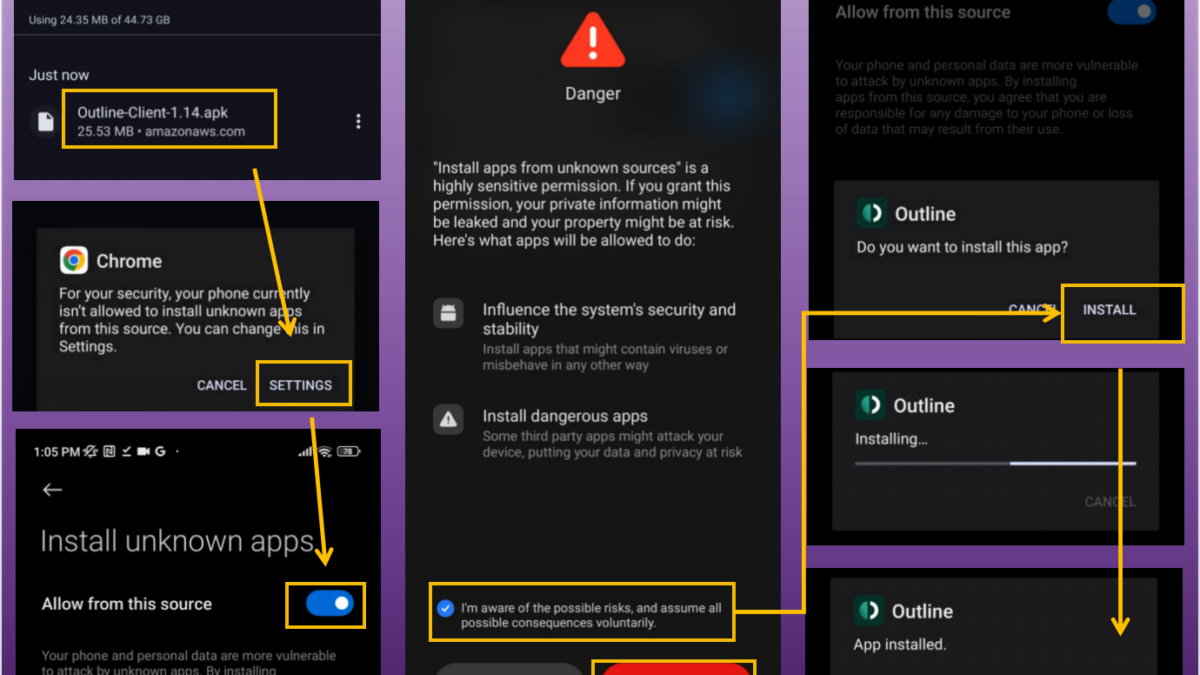 Using 24.35 MB of 44.73 GB
Just now
Outline-Client-1.14.apk
25.53 MB • amazonaws.com
Chrome
For your security, your phone currently
isn't allowed to install unknown apps
from this source. You can change this in
Settings.
CANCEL SETTINGS
1:05 PM
78
Install unknown apps
Allow from this source
Your phone and personal data are more vulnerable
to attack by unknown apps. By installing
Danger
"Install apps from unknown sources" is a
highly sensitive permission. If you grant this
permission, your private information might
be leaked and your property might be at risk.
Here's what apps will be allowed to do:
Influence the system's security and
stability
Install apps that might contain viruses or
misbehave in any other way
Install dangerous apps
Some third party apps might attack your
device, putting your data and privacy at risk
I'm aware of the possible risks, and assume all
possible consequences voluntarily.
Allow from this source
Your phone and personal data are more vulnerable
to attack by unknown apps. By installing
apps from this source, you agree that you are
responsible for any damage to your phone or loss
of data that may result from their use.
Outline
Do you want to install this app?
CANCEL INSTALL
Outline
Installing...
CANCEL
Outline
App installed.